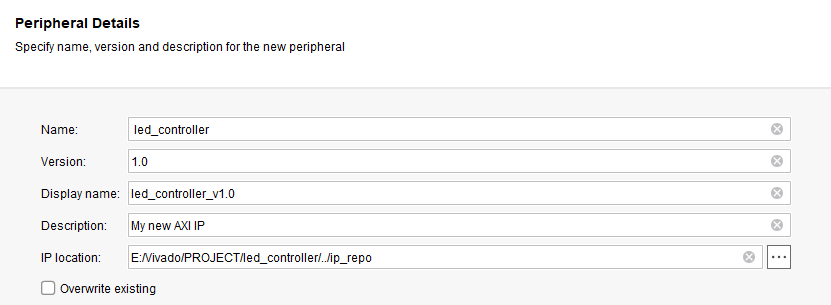 Peripheral Details
Specify name, version and description for the new peripheral
Name: led_controller
Version: 1.0
Display name: led_controller_v1.0
Description: My new AXI IP
IP location: E:/Vivado/PROJECT/led_controller/../ip_repo
Overwrite existing